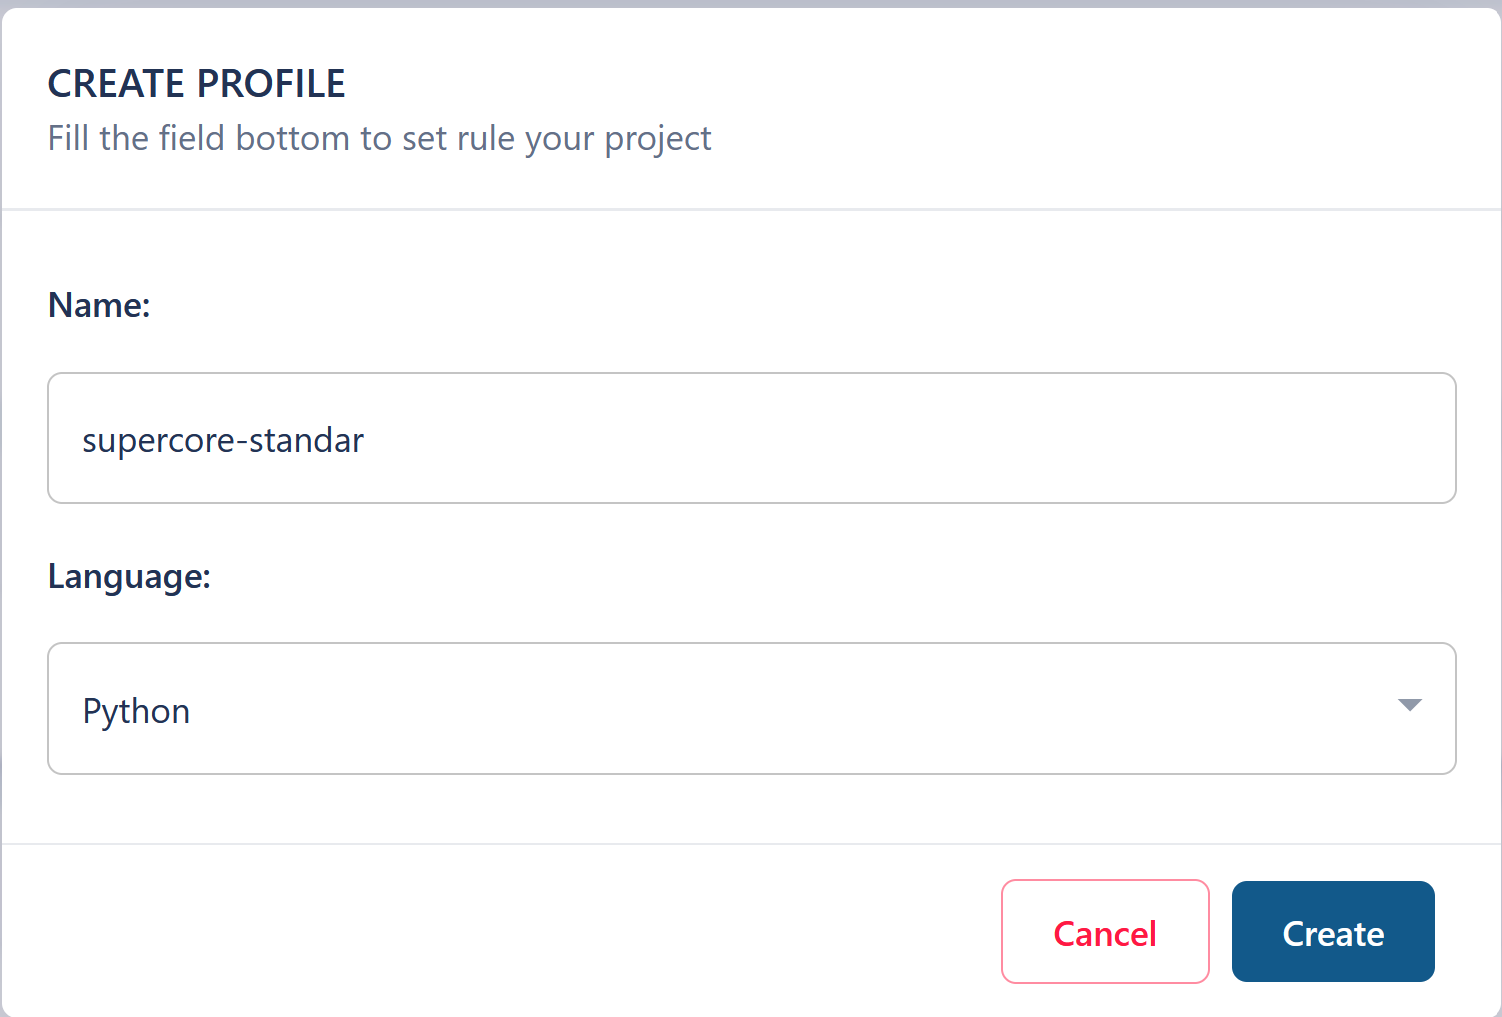 CREATE PROFILE
Fill the field bottom to set rule your project
Name:
supercore-standar
Language:
Python
Cancel
Create